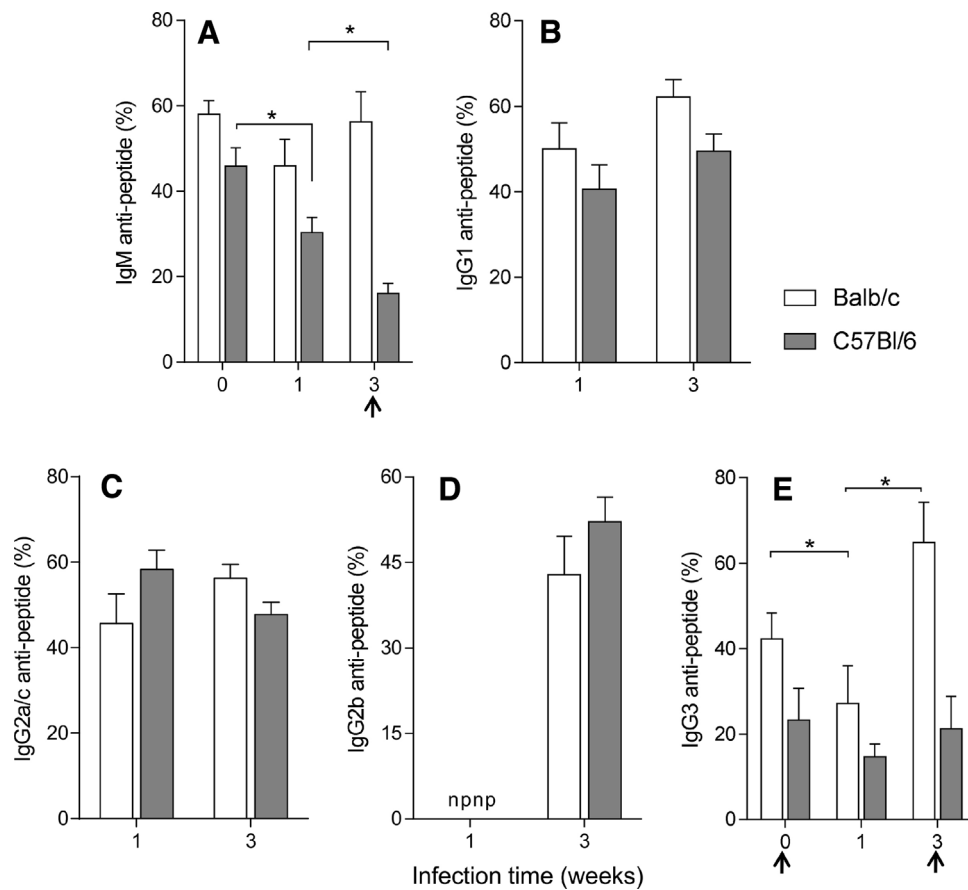 A
80
60
40
20
0
IgM anti-peptide (%)
*
*
0 1 3
B
80
60
40
20
0
IgG1 anti-peptide (%)
1 3
Balb/c
C57Bl/6
C
80
60
40
20
0
IgG2a/c anti-peptide (%)
1 3
D
60
45
30
15
0
IgG2b anti-peptide (%)
npnp
1 3
E
80
60
40
20
0
IgG3 anti-peptide (%)
*
*
0 1 3
Infection time (weeks)